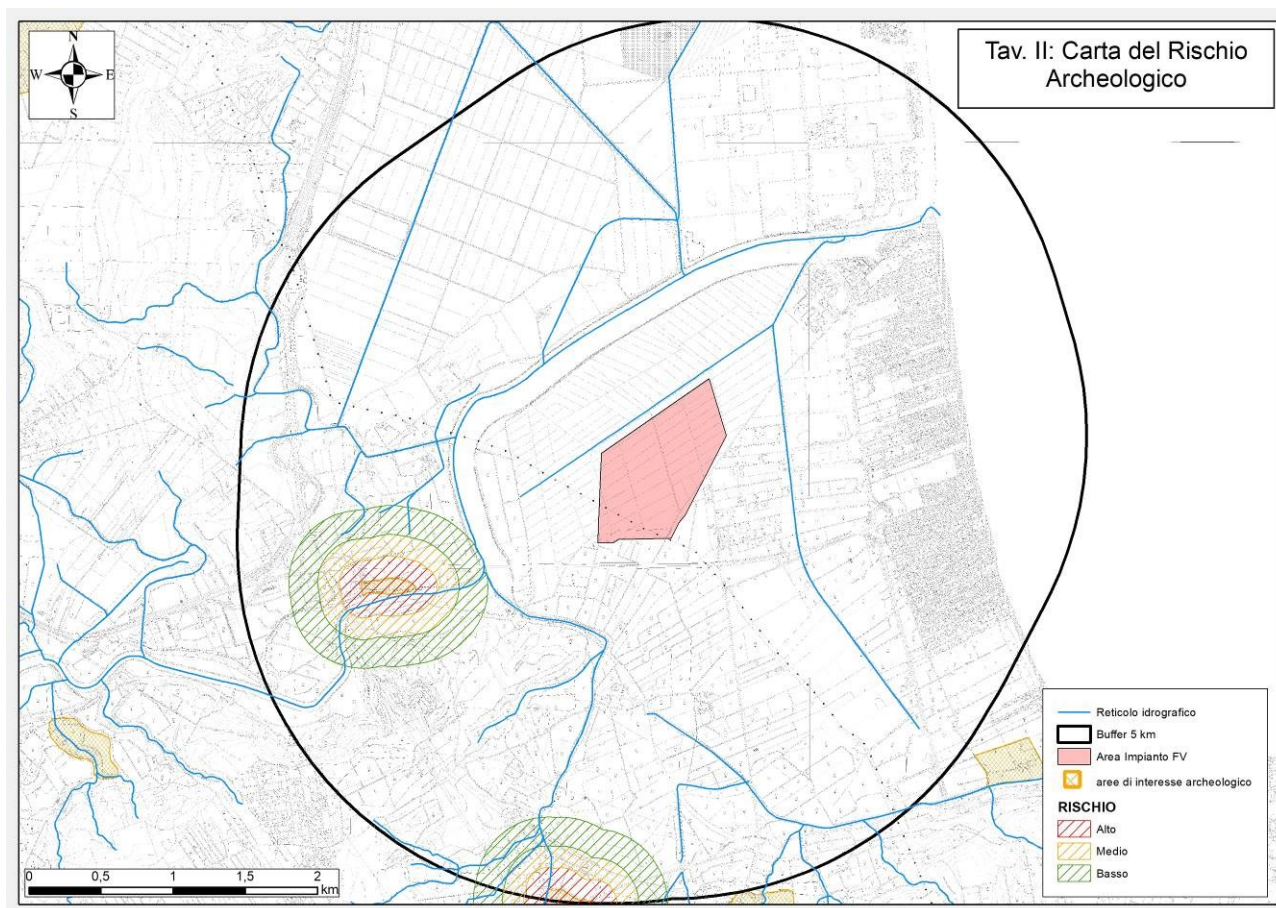 N
W E
S
Tav. II: Carta del Rischio
Archeologico
Reticolo idrografico
Buffer 5 km
Area Impianto FV
aree di interesse archeologico
RISCHIO
Alto
Medio
Basso
0 0,5 1 1,5 2
km